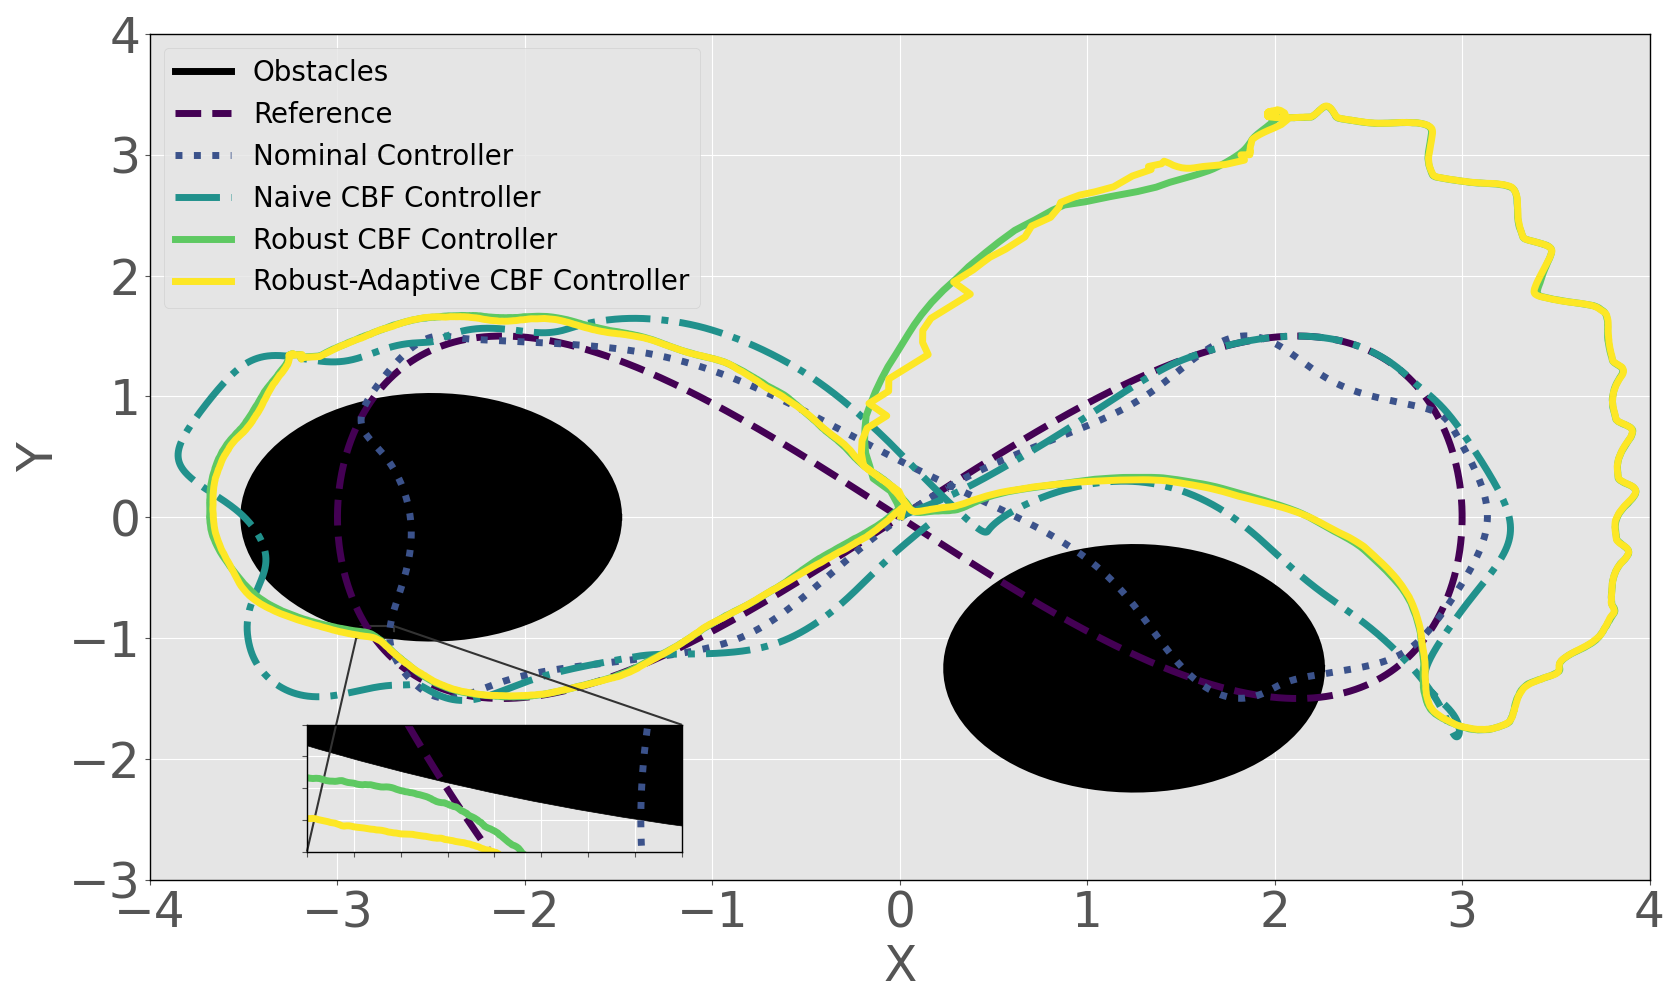 4
3
2
1
0
−1
−2
−3
Y
Obstacles
Reference
Nominal Controller
Naive CBF Controller
Robust CBF Controller
Robust-Adaptive CBF Controller
−4 −3 −2 −1 0 1 2 3 4
X